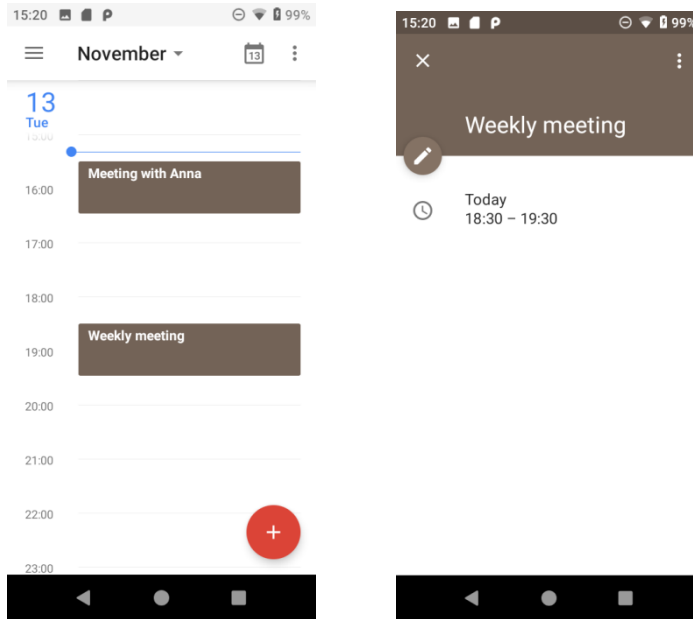 15:20 P 99%
November 13
13
Tue
15:00
Meeting with Anna
16:00
17:00
18:00
Weekly meeting
19:00
20:00
21:00
22:00
+
23:00
15:20 P 99%
Weekly meeting
Today
18:30 – 19:30